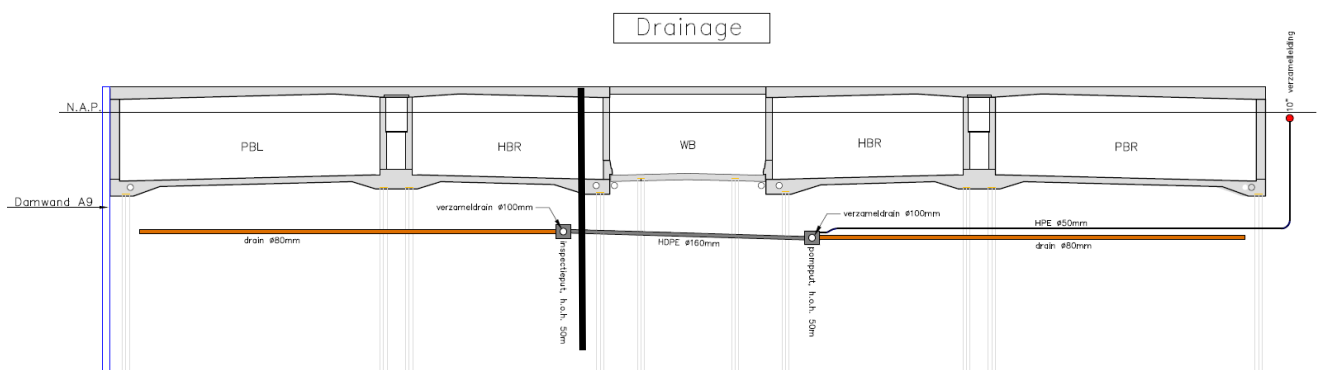 Drainage
10" verzamelleiding
N.A.P.
PBL
HBR
WB
HBR
PBR
Damwand A9
verzameldrain ø100mm
verzameldrain ø100mm
HPE ø50mm
drain ø80mm
HDPE ø160mm
drain ø80mm
inspectieput, h.o.h. 50m
pompput, h.o.h. 50m